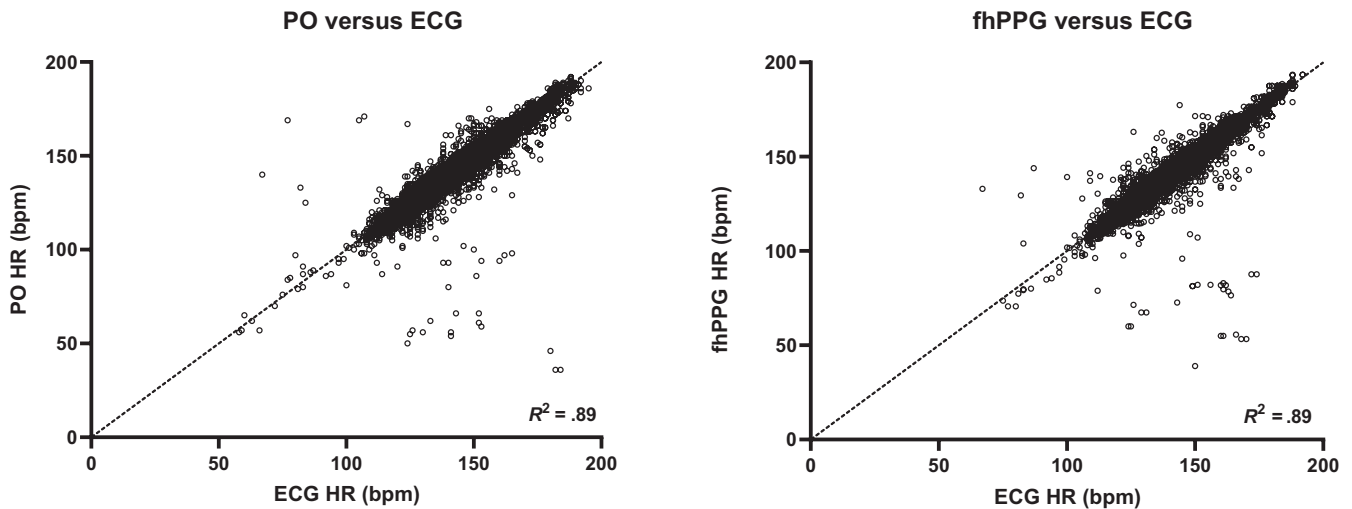 PO versus ECG
200
150
100
50
0
PO HR (bpm)
0 50 100 150 200
ECG HR (bpm)
R² = .89
fhPPG versus ECG
200
150
100
50
0
fhPPG HR (bpm)
0 50 100 150 200
ECG HR (bpm)
R² = .89